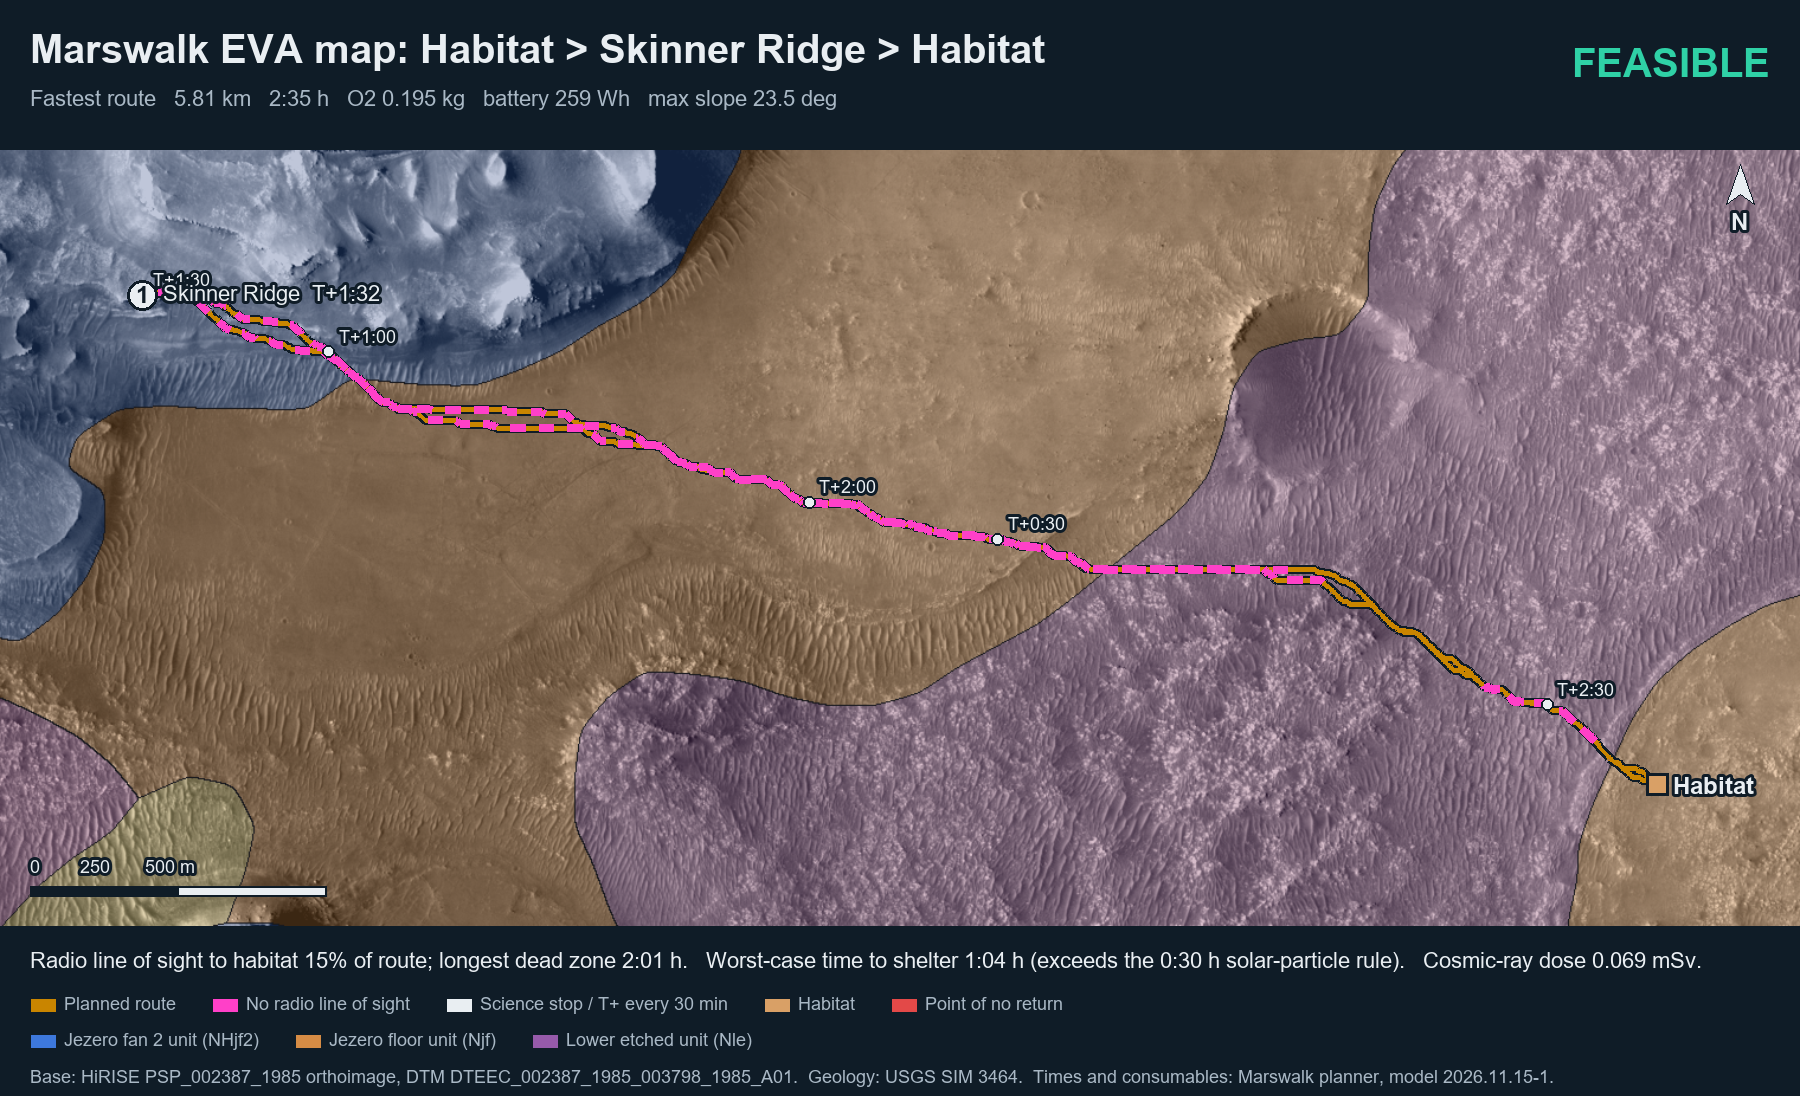 Marswalk EVA map: Habitat > Skinner Ridge > Habitat
FEASIBLE
Fastest route 5.81 km 2:35 h O2 0.195 kg battery 259 Wh max slope 23.5 deg
N
T+1:30
1 Skinner Ridge T+1:32
T+1:00
T+2:00
T+0:30
T+2:30
Habitat
0 250 500 m
Radio line of sight to habitat 15% of route; longest dead zone 2:01 h. Worst-case time to shelter 1:04 h (exceeds the 0:30 h solar-particle rule). Cosmic-ray dose 0.069 mSv.
Planned route No radio line of sight Science stop / T+ every 30 min Habitat Point of no return
Jezero fan 2 unit (NHjf2) Jezero floor unit (Njf) Lower etched unit (Nle)
Base: HiRISE PSP_002387_1985 orthoimage, DTM DTEEC_002387_1985_003798_1985_A01. Geology: USGS SIM 3464. Times and consumables: Marswalk planner, model 2026.11.15-1.